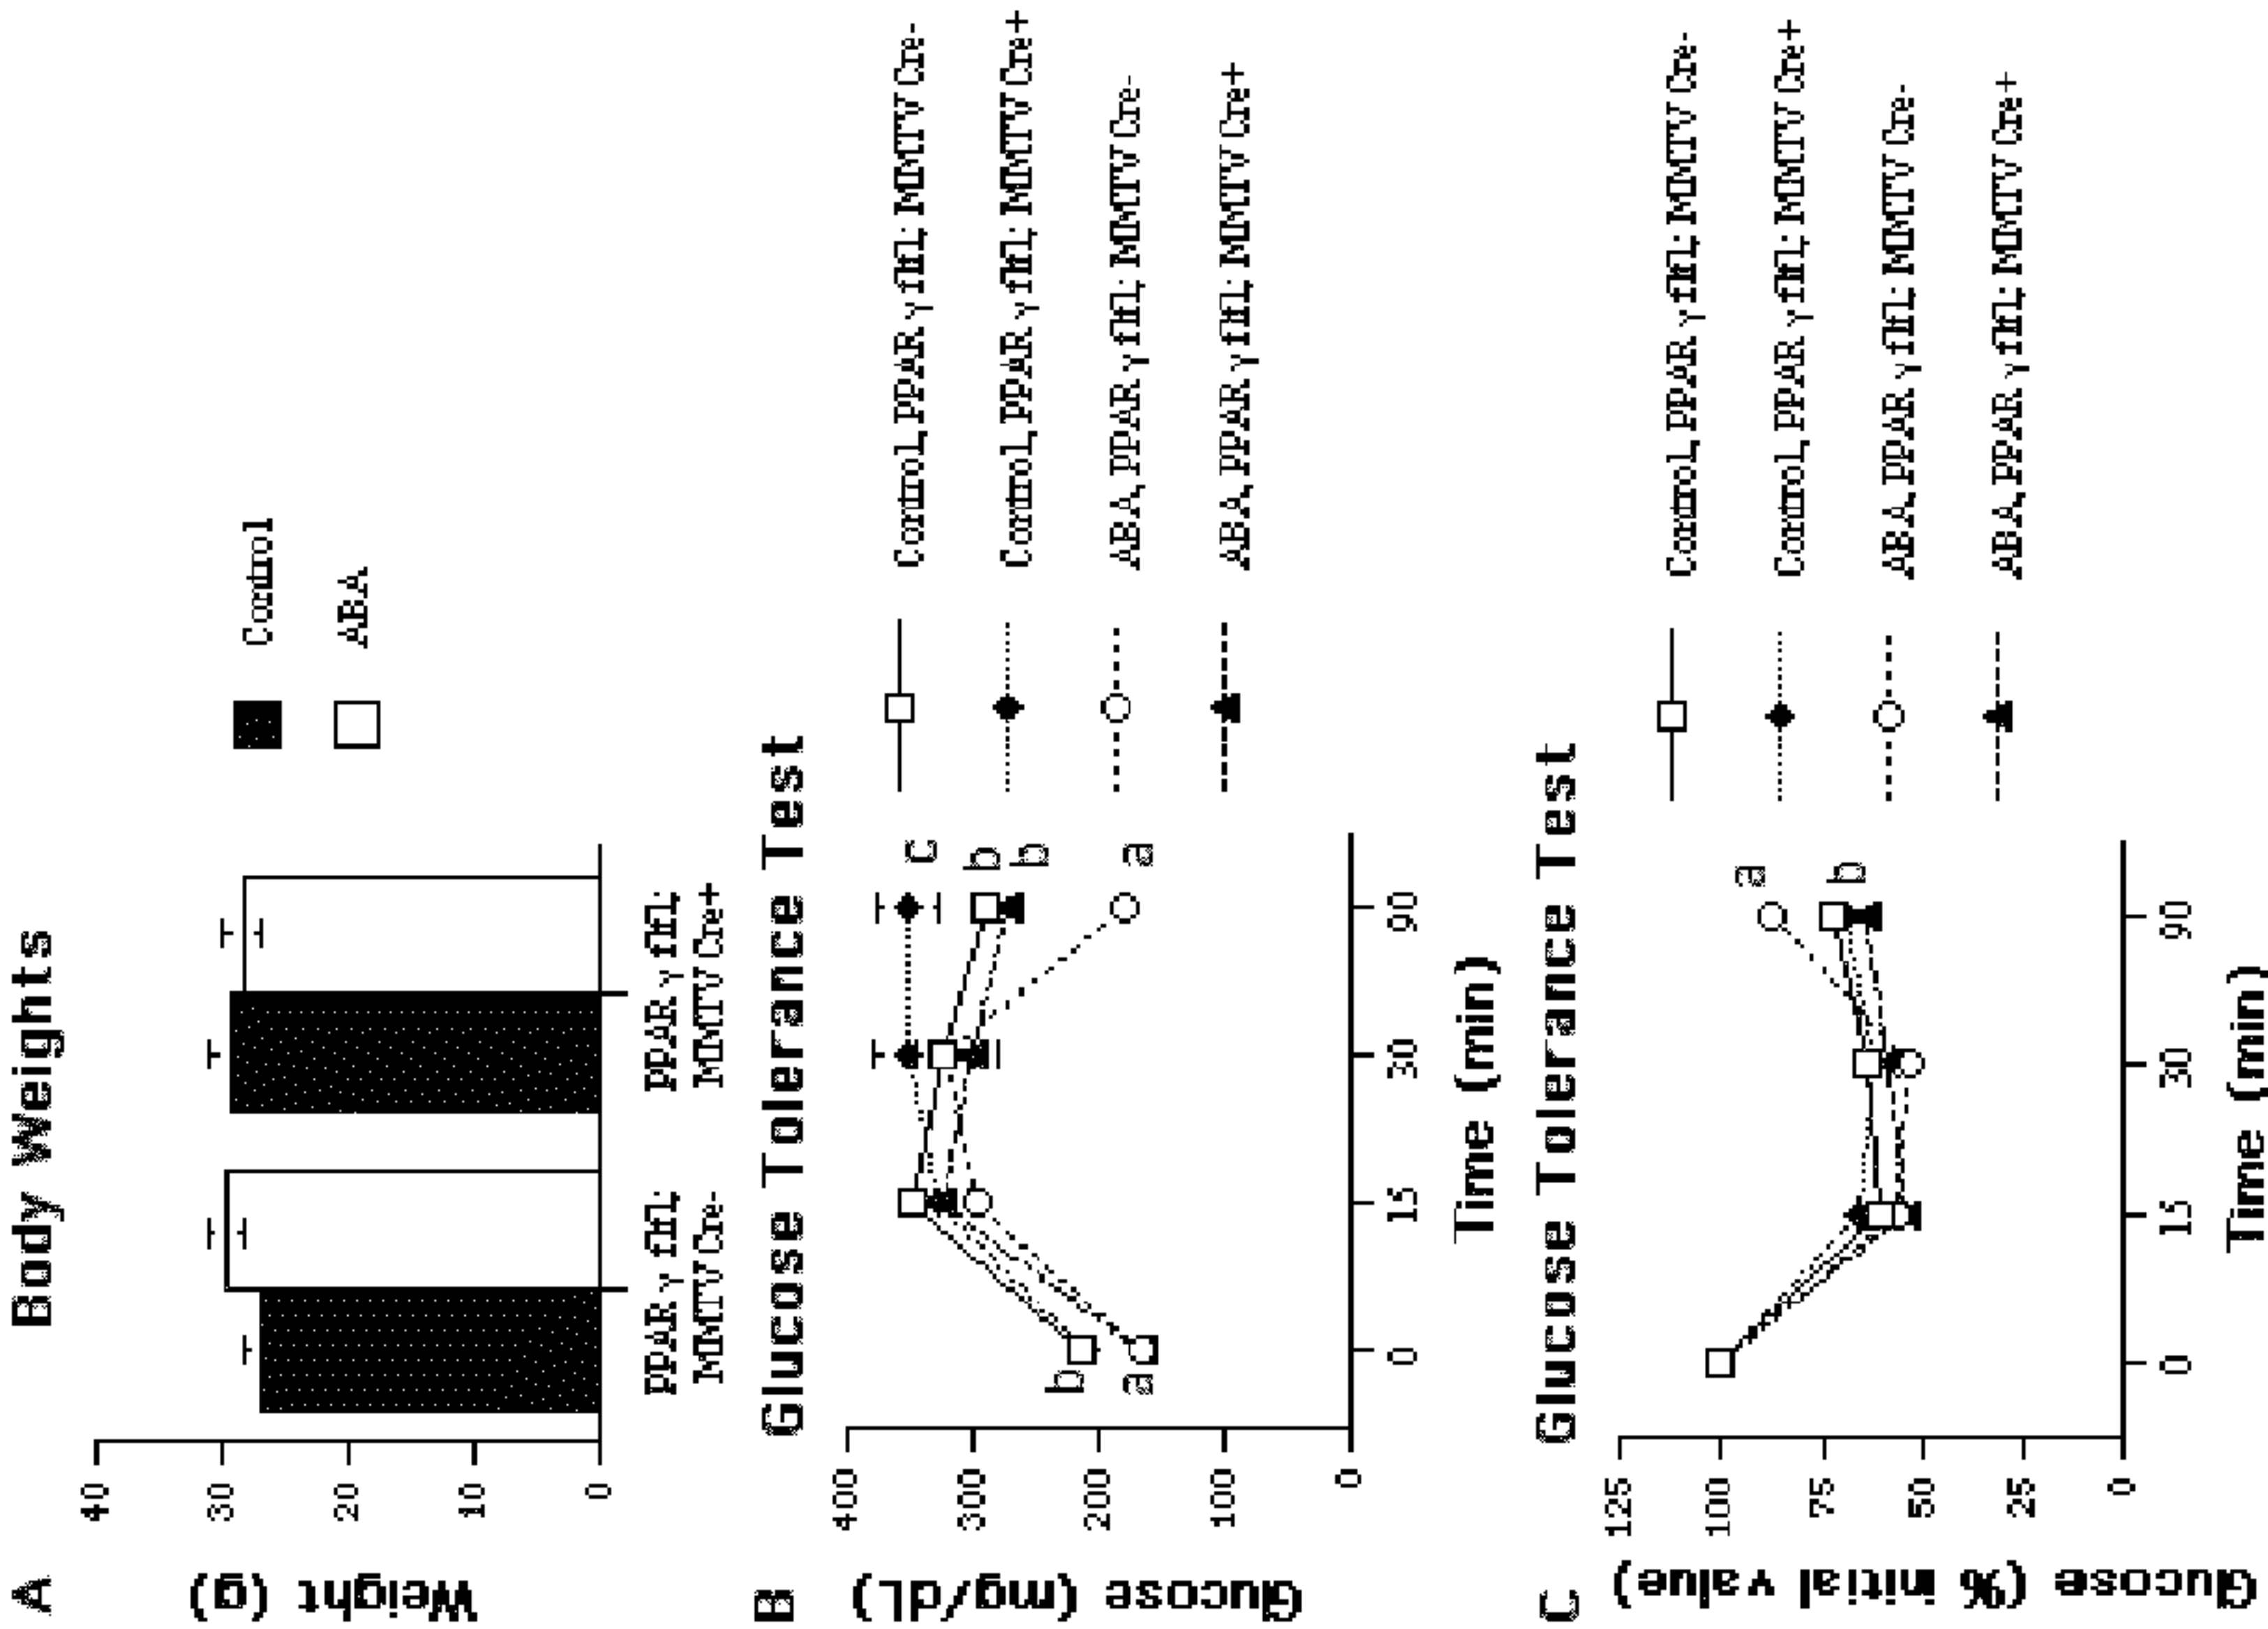 A
Body Weights
Weight (g)
40
30
20
10
0
PPAR γ fl/fl;
MMTV Cre-
PPAR γ fl/fl;
MMTV Cre+
Control
ABA
B
Glucose Tolerance Test
Glucose (mg/dL)
400
300
200
100
0
b
a
c
b
b
a
0
15
30
90
Time (min)
Control, PPAR γ fl/fl; MMTV Cre-
Control, PPAR γ fl/fl; MMTV Cre+
ABA, PPAR γ fl/fl; MMTV Cre-
ABA, PPAR γ fl/fl; MMTV Cre+
C
Glucose Tolerance Test
Glucose (% initial value)
125
100
75
50
25
0
a
b
0
15
30
90
Time (min)
Control, PPAR γ fl/fl; MMTV Cre-
Control, PPAR γ fl/fl; MMTV Cre+
ABA, PPAR γ fl/fl; MMTV Cre-
ABA, PPAR γ fl/fl; MMTV Cre+